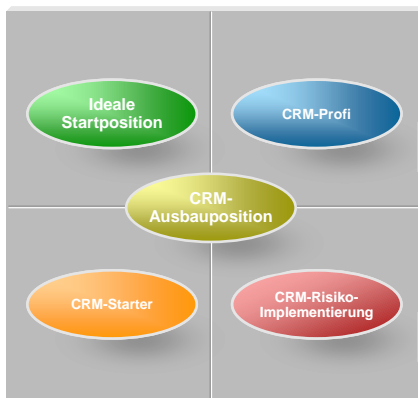 Ideale
Startposition
CRM-Profi
CRM-
Ausbauposition
CRM-Starter
CRM-Risiko-
Implementierung